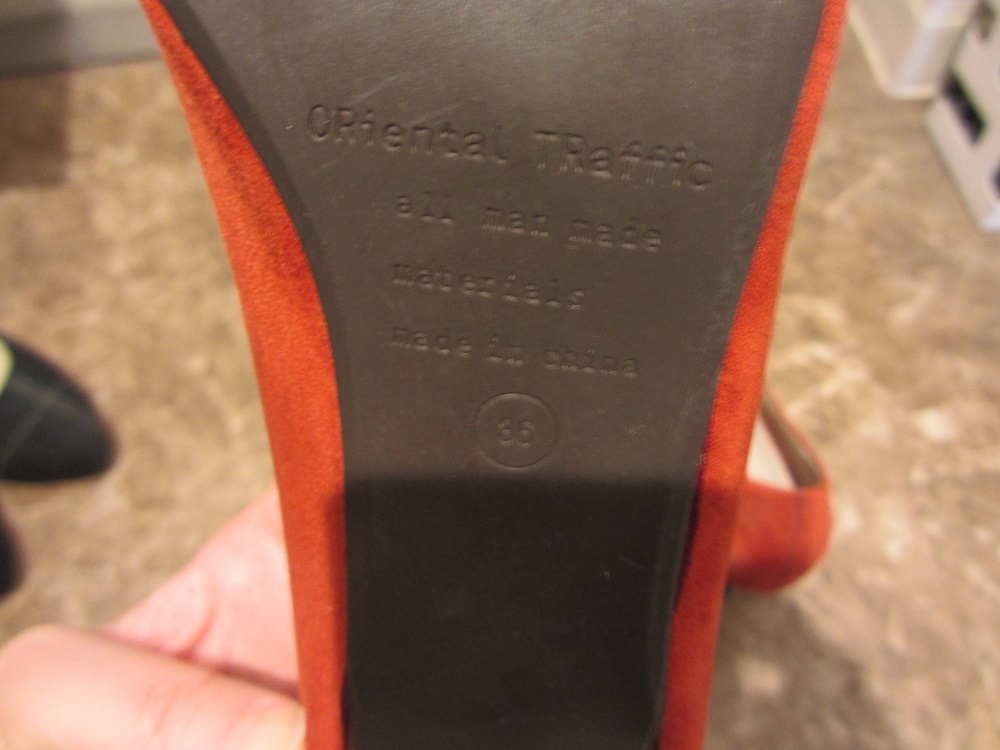 ORiental TRaffic
all man made
materials
made in china
36